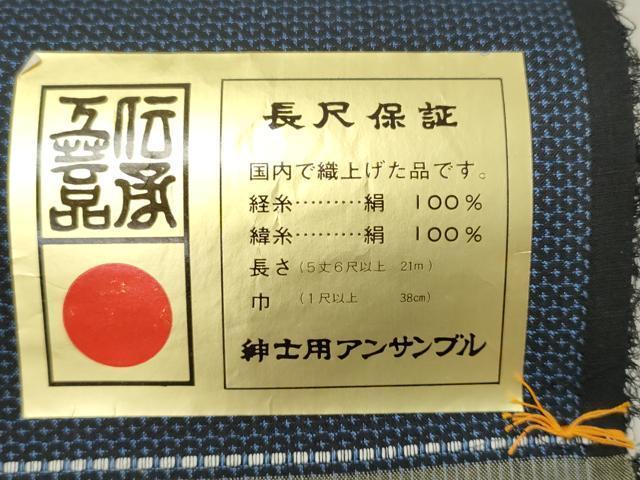 伝承
工芸品
長尺保証
国内で織上げた品です。
経糸………絹 100%
緯糸………絹 100%
長さ(5丈6尺以上 21m)
巾 (1尺以上 38cm)
紳士用アンサンブル